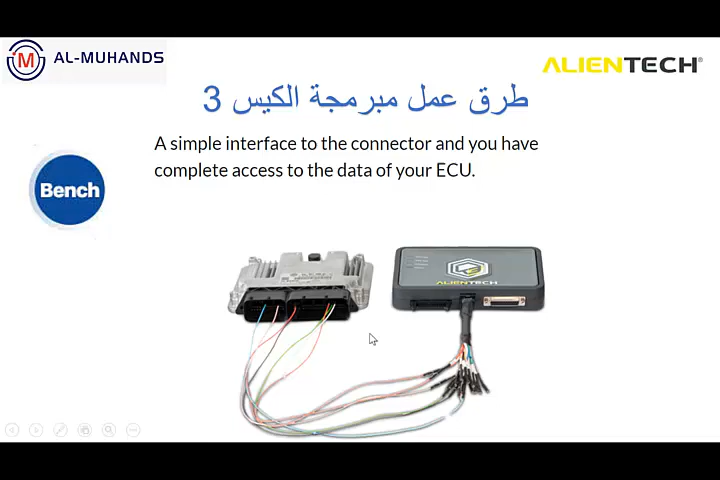 M
AL-MUHANDS
ALIENTECH®
طرق عمل مبرمجة الكيس 3
A simple interface to the connector and you have
complete access to the data of your ECU.
Bench
ALIENTECH